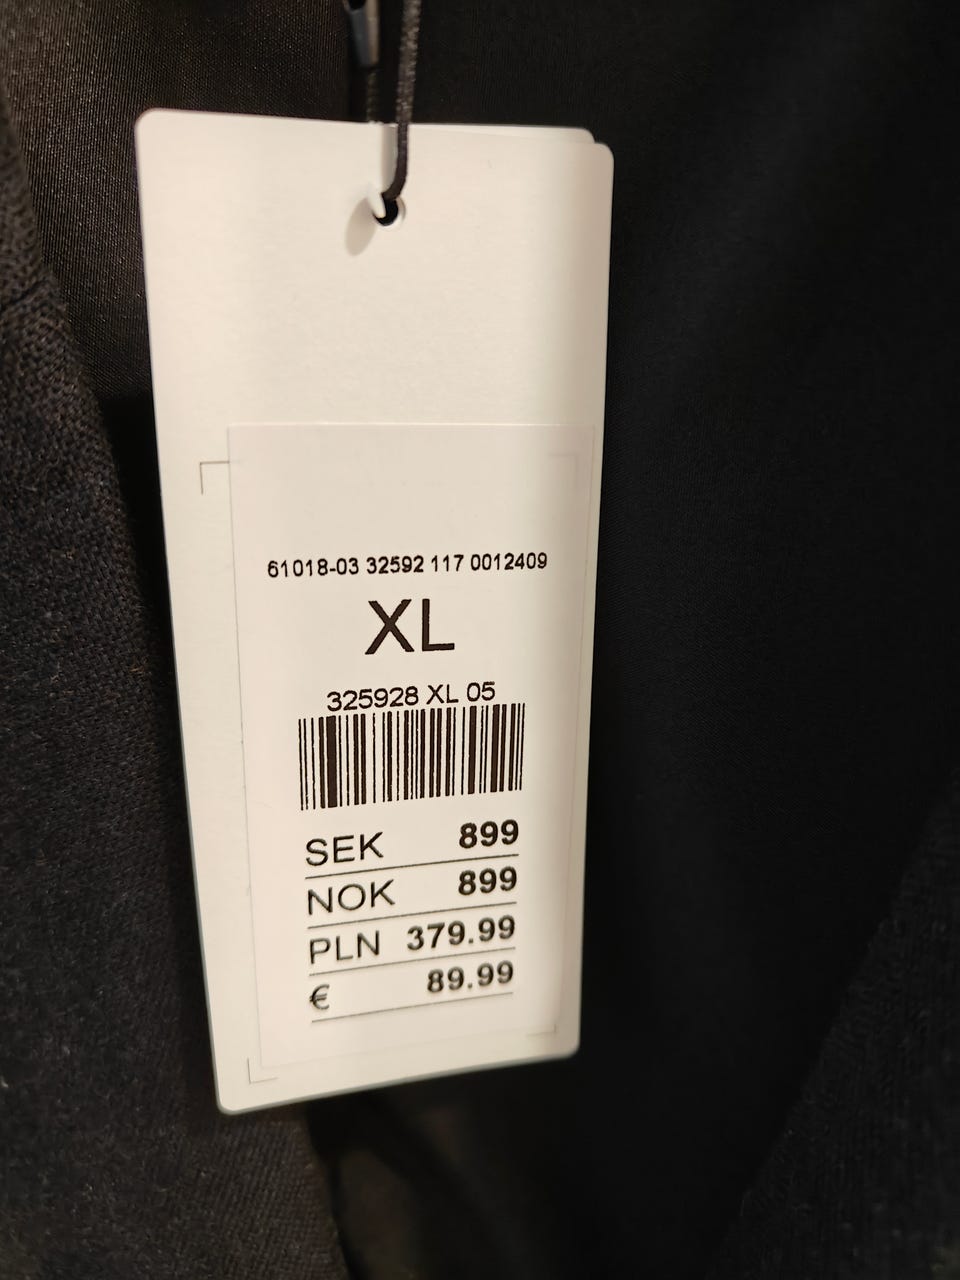 61018-03 32592 117 0012409
XL
325928 XL 05
SEK 899
NOK 899
PLN 379.99
€ 89.99